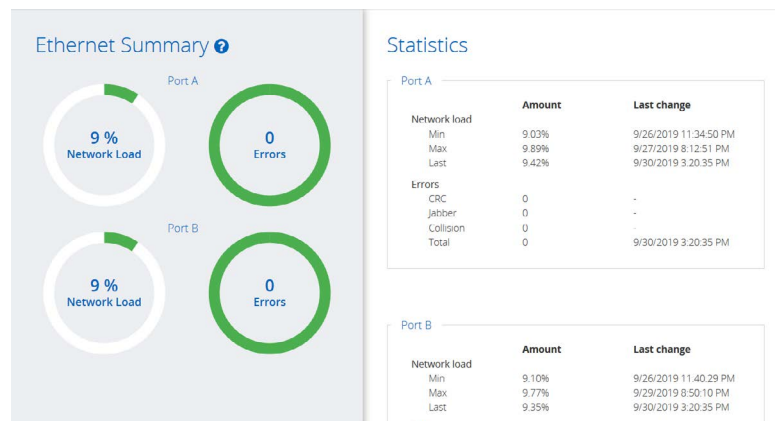 Ethernet Summary ?
Port A
9 %
Network Load
0
Errors
Port B
9 %
Network Load
0
Errors
Statistics
Port A
Amount Last change
Network load
Min 9.03% 9/26/2019 11:34:50 PM
Max 9.89% 9/27/2019 8:12:51 PM
Last 9.42% 9/30/2019 3.20:35 PM
Errors
CRC 0 -
Jabber 0 -
Collision 0 -
Total 0 9/30/2019 3:20:35 PM
Port B
Amount Last change
Network load
Min 9.10% 9/26/2019 11.40.29 PM
Max 9.77% 9/29/2019 8:50:10 PM
Last 9.35% 9/30/2019 3:20:35 PM